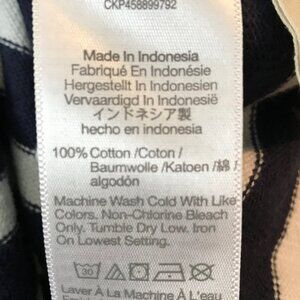 CKP458899792
Made In Indonesia
Fabriqué En Indonésie
Hergestellt In Indonesien
Vervaardigd In Indonesië
インドネシア製
hecho en indonesia
100% Cotton /Coton /
Baumwolle /Katoen /綿 /
algodón
Machine Wash Cold With Like
Colors. Non-Chlorine Bleach
Only. Tumble Dry Low. Iron
On Lowest Setting.
30
Laver À La Machine À L'eau